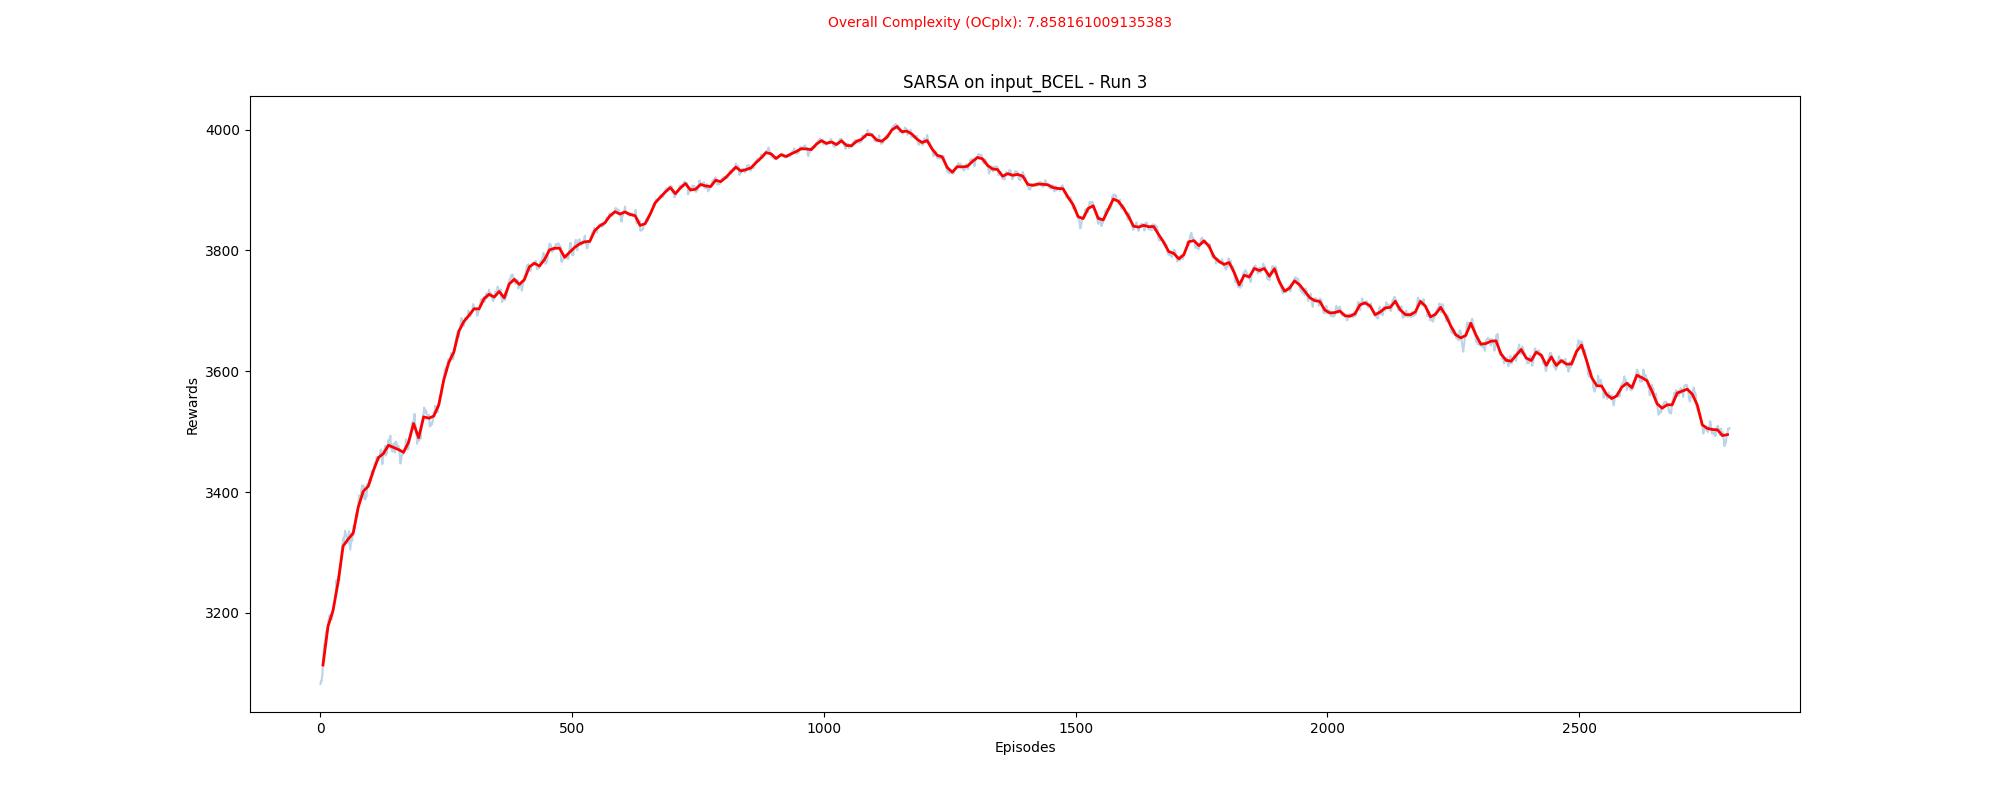 Overall Complexity (OCplx): 7.858161009135383
SARSA on input_BCEL - Run 3
4000
3800
3600
3400
3200
Rewards
0 500 1000 1500 2000 2500
Episodes